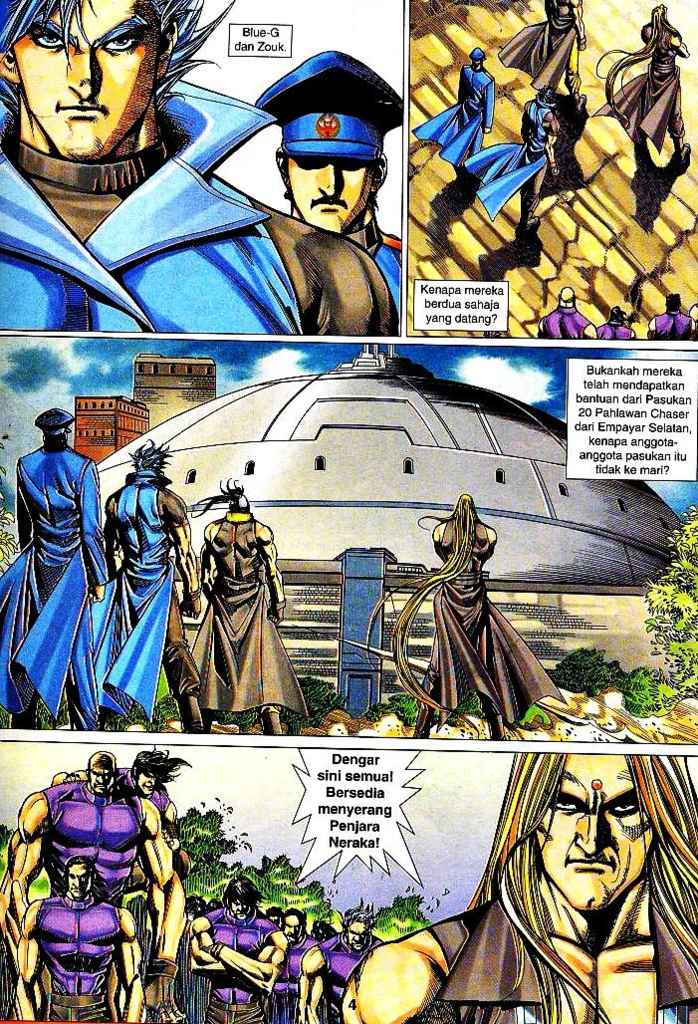 Blue-G
dan Zouk.
Kenapa mereka
berdua sahaja
yang datang?
Bukankah mereka
telah mendapatkan
bantuan dari Pasukan
20 Pahlawan Chaser
dari Empayar Selatan,
kenapa anggota-
anggota pasukan itu
tidak ke mari?
Dengar
sini semua!
Bersedia
menyerang
Penjara
Neraka!
4